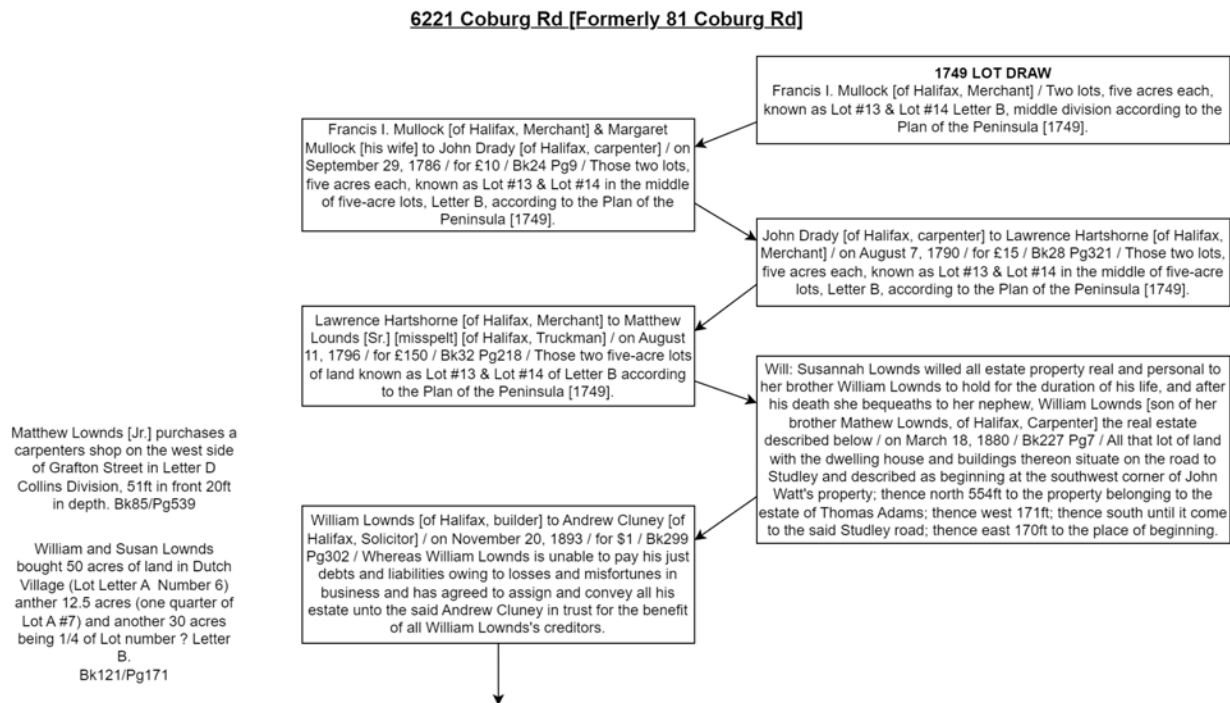 6221 Coburg Rd [Formerly 81 Coburg Rd]
1749 LOT DRAW
Francis I. Mullock [of Halifax, Merchant] / Two lots, five acres each,
known as Lot #13 & Lot #14 Letter B, middle division according to the
Plan of the Peninsula [1749].
Francis I. Mullock [of Halifax, Merchant] & Margaret
Mullock [his wife] to John Drady [of Halifax, carpenter] / on
September 29, 1786 / for £10 / Bk24 Pg9 / Those two lots,
five acres each, known as Lot #13 & Lot #14 in the middle
of five-acre lots, Letter B, according to the Plan of the
Peninsula [1749].
John Drady [of Halifax, carpenter] to Lawrence Hartshorne [of Halifax,
Merchant] / on August 7, 1790 / for £15 / Bk28 Pg321 / Those two lots,
five acres each, known as Lot #13 & Lot #14 in the middle of five-acre
lots, Letter B, according to the Plan of the Peninsula [1749].
Lawrence Hartshorne [of Halifax, Merchant] to Matthew
Lounds [Sr.] [misspelt] [of Halifax, Truckman] / on August
11, 1796 / for £150 / Bk32 Pg218 / Those two five-acre lots
of land known as Lot #13 & Lot #14 of Letter B according
to the Plan of the Peninsula [1749].
Will: Susannah Lownds willed all estate property real and personal to
her brother William Lownds to hold for the duration of his life, and after
his death she bequeaths to her nephew, William Lownds [son of her
brother Mathew Lownds, of Halifax, Carpenter] the real estate
described below / on March 18, 1880 / Bk227 Pg7 / All that lot of land
with the dwelling house and buildings thereon situate on the road to
Studley and described as beginning at the southwest corner of John
Watt's property; thence north 554ft to the property belonging to the
estate of Thomas Adams; thence west 171ft; thence south until it come
to the said Studley road; thence east 170ft to the place of beginning.
Matthew Lownds [Jr.] purchases a
carpenters shop on the west side
of Grafton Street in Letter D
Collins Division, 51ft in front 20ft
in depth. Bk85/Pg539
William and Susan Lownds
bought 50 acres of land in Dutch
Village (Lot Letter A Number 6)
anther 12.5 acres (one quarter of
Lot A #7) and another 30 acres
being 1/4 of Lot number ? Letter
B.
Bk121/Pg171
William Lownds [of Halifax, builder] to Andrew Cluney [of
Halifax, Solicitor] / on November 20, 1893 / for $1 / Bk299
Pg302 / Whereas William Lownds is unable to pay his just
debts and liabilities owing to losses and misfortunes in
business and has agreed to assign and convey all his
estate unto the said Andrew Cluney in trust for the benefit
of all William Lownds's creditors.